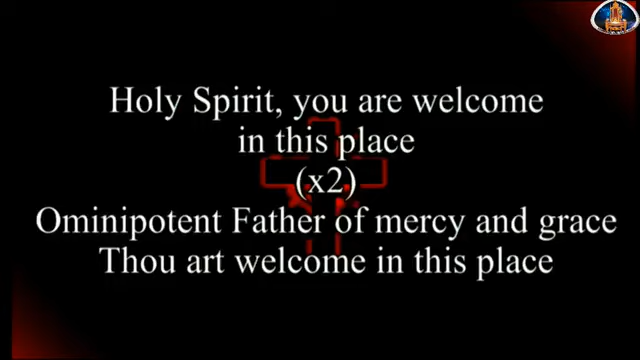 Holy Spirit, you are welcome
in this place
(x2)
Ominipotent Father of mercy and grace
Thou art welcome in this place